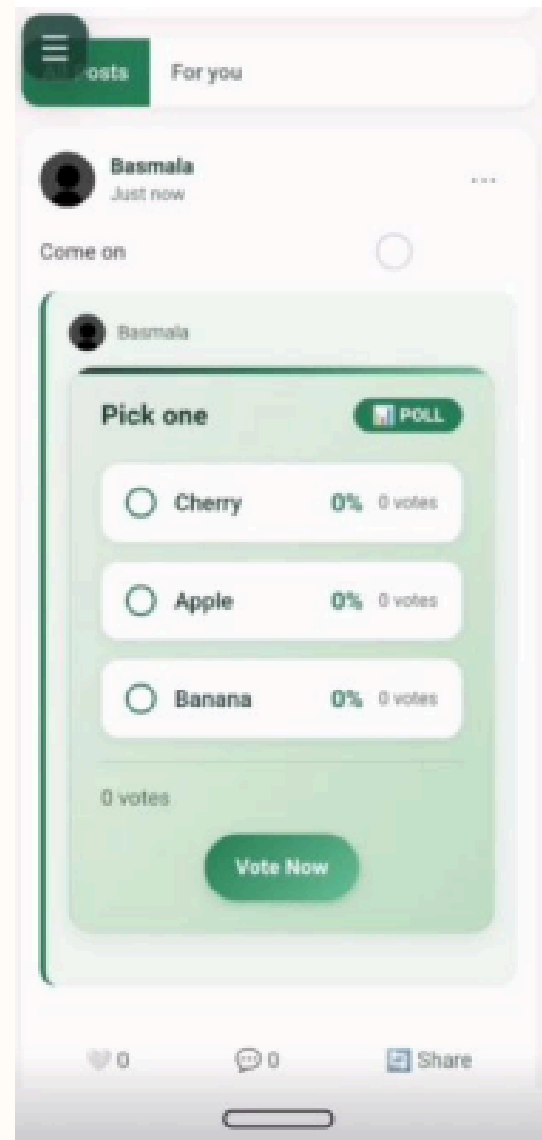 All Posts For you
Basmala
Just now
Come on
Basmala
Pick one 📊 POLL
Cherry 0% 0 votes
Apple 0% 0 votes
Banana 0% 0 votes
0 votes
Vote Now
🤍 0 💬 0 🔄 Share